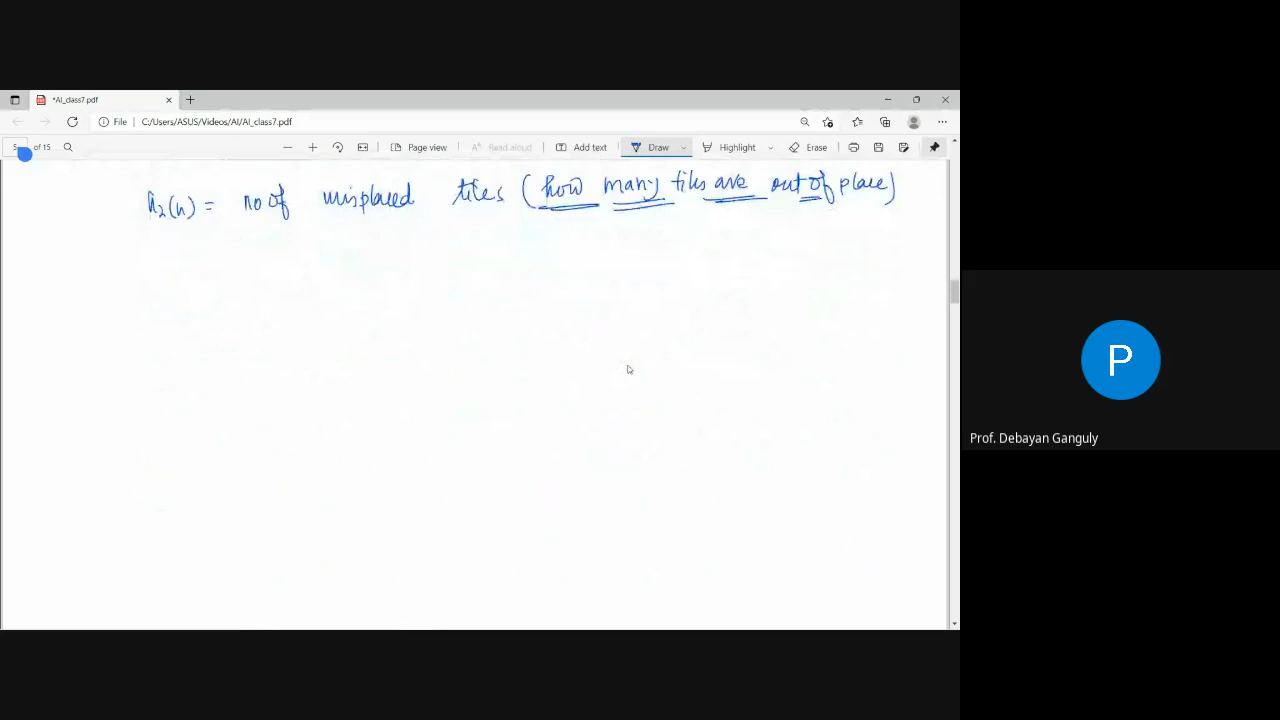 *AI_class7.pdf
File | C:/Users/ASUS/Videos/AI/AI_class7.pdf
5 of 15 Page view Read aloud Add text Draw Highlight Erase
h₂(n) = no of misplaced tiles (how many tiles are out of place)
P
Prof. Debayan Ganguly